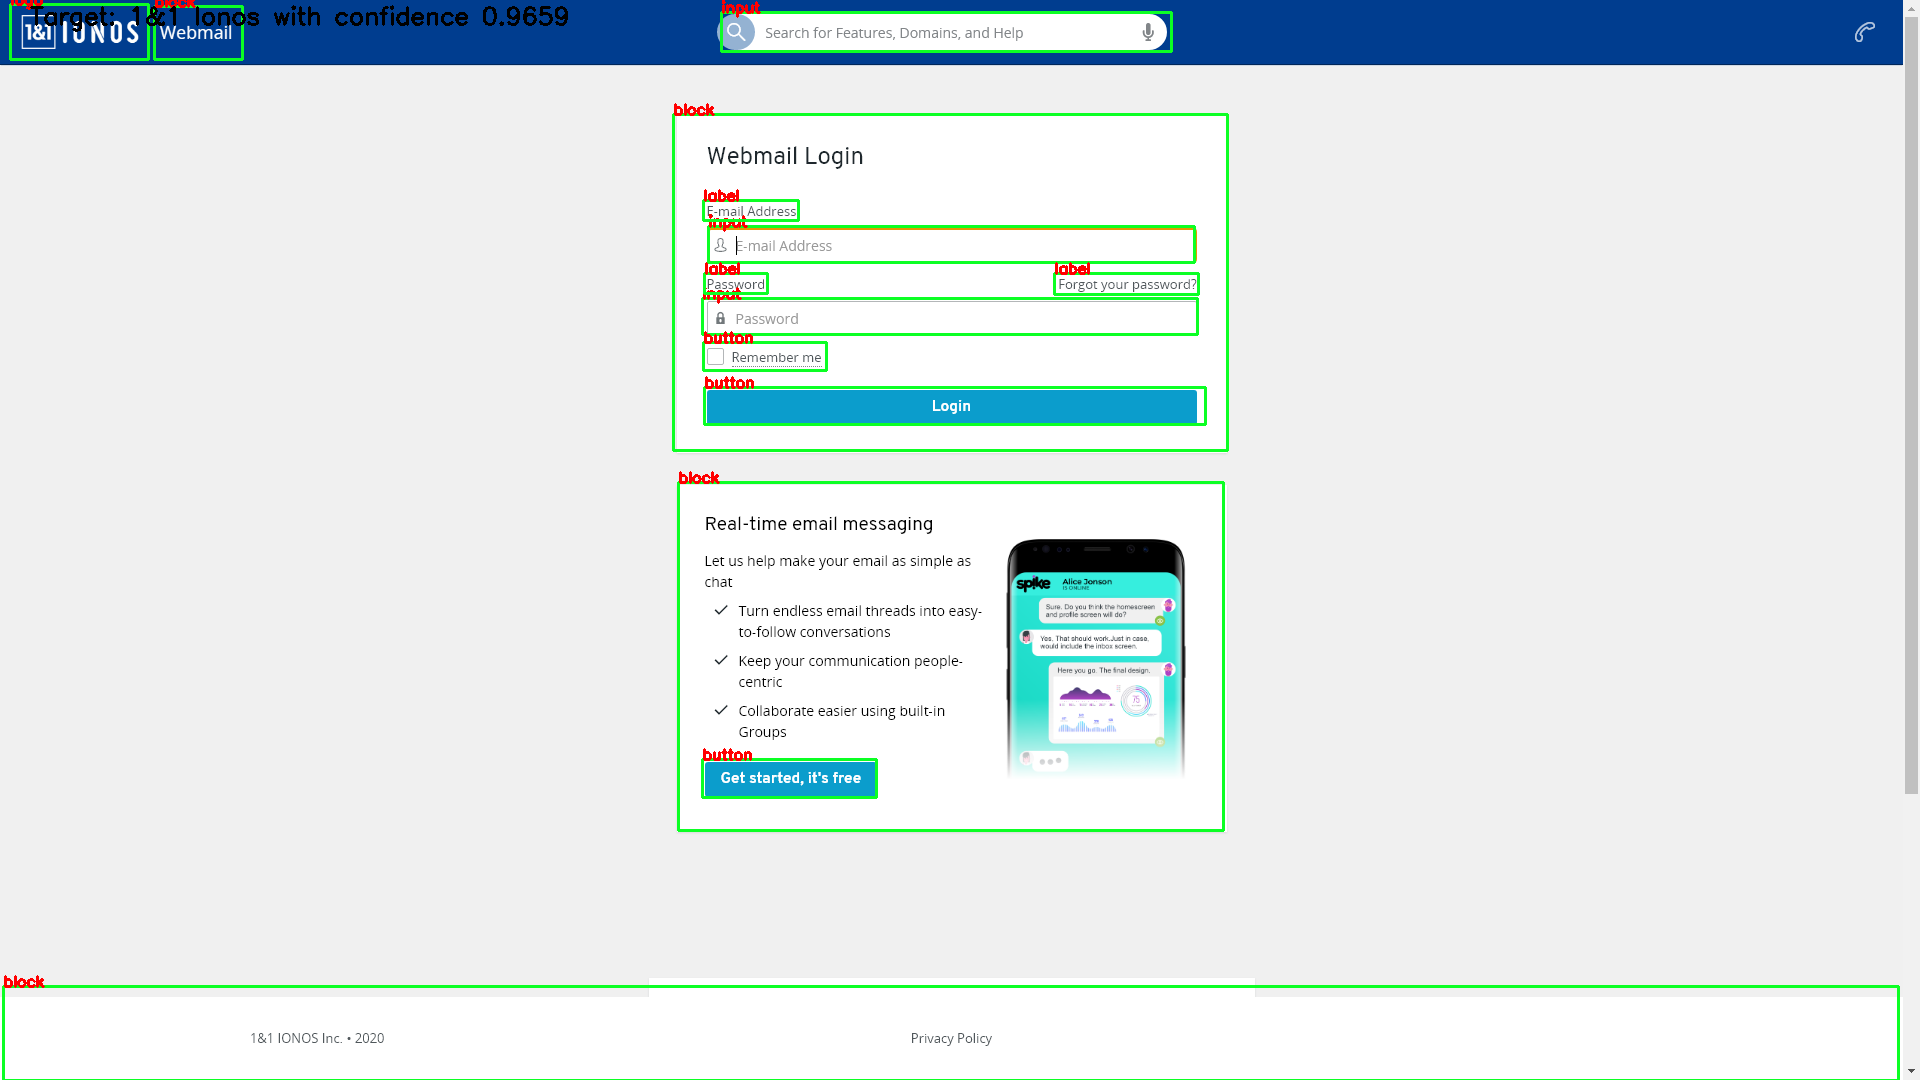 logo
block
Target: 1&1 Ionos with confidence 0.9659
1&1 IONOS
Webmail
input
Search for Features, Domains, and Help
block
Webmail Login
label
E-mail Address
input
E-mail Address
label
label
Password
Forgot your password?
input
Password
button
Remember me
button
Login
block
Real-time email messaging
Let us help make your email as simple as
chat
Turn endless email threads into easy-
to-follow conversations
Keep your communication people-
centric
Collaborate easier using built-in
Groups
button
Get started, it's free
spike
Alice Jonson
IS ONLINE
Sure. Do you think the homescreen
and profile screen will do?
Yes, That should work.Just in case,
would include the inbox screen.
Here you go. The final design.
75
block
1&1 IONOS Inc. • 2020
Privacy Policy